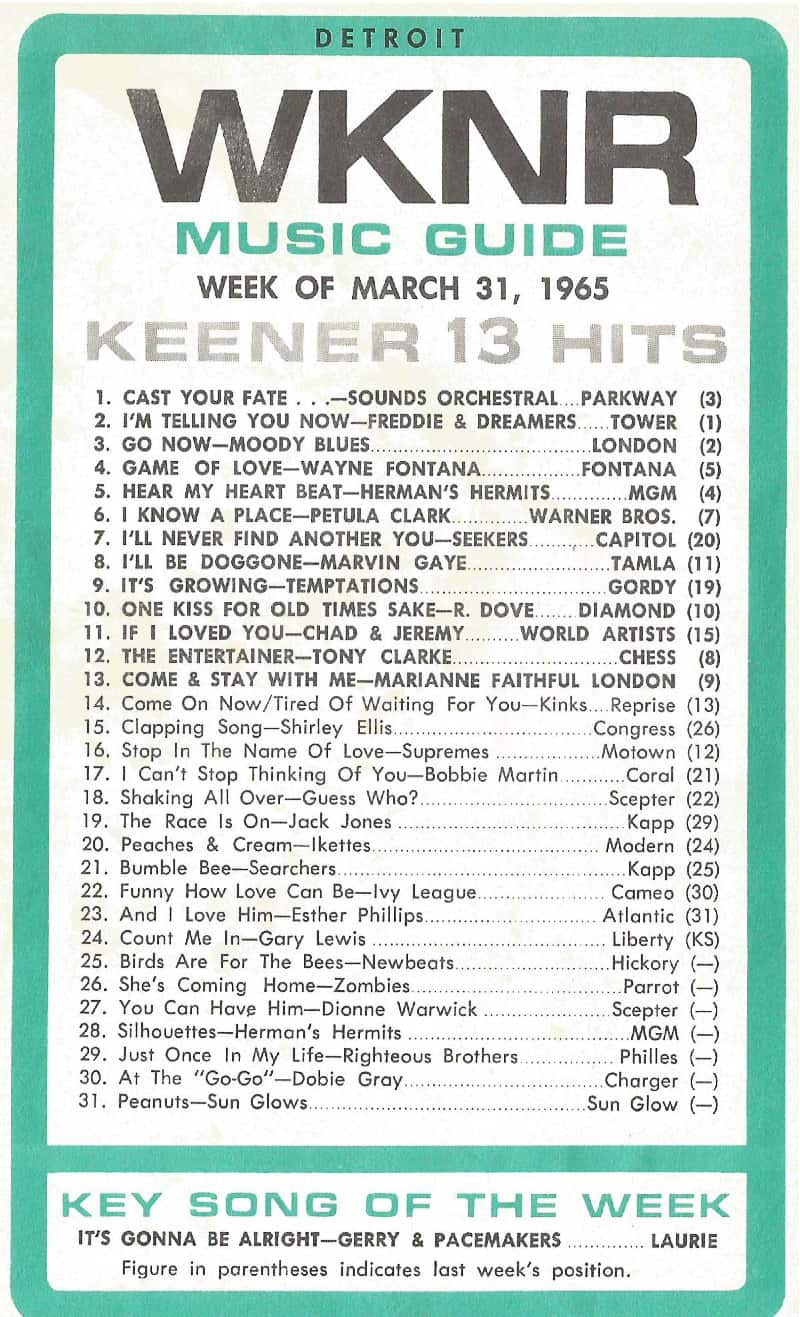 DETROIT
WKNR
MUSIC GUIDE
WEEK OF MARCH 31, 1965
KEENER 13 HITS
1. CAST YOUR FATE . . .—SOUNDS ORCHESTRAL...PARKWAY (3)
2. I'M TELLING YOU NOW—FREDDIE & DREAMERS......TOWER (1)
3. GO NOW—MOODY BLUES..................................LONDON (2)
4. GAME OF LOVE—WAYNE FONTANA...............FONTANA (5)
5. HEAR MY HEART BEAT—HERMAN'S HERMITS............MGM (4)
6. I KNOW A PLACE—PETULA CLARK............WARNER BROS. (7)
7. I'LL NEVER FIND ANOTHER YOU—SEEKERS..........CAPITOL (20)
8. I'LL BE DOGGONE—MARVIN GAYE......................TAMLA (11)
9. IT'S GROWING—TEMPTATIONS.............................GORDY (19)
10. ONE KISS FOR OLD TIMES SAKE—R. DOVE...... DIAMOND (10)
11. IF I LOVED YOU—CHAD & JEREMY.........WORLD ARTISTS (15)
12. THE ENTERTAINER—TONY CLARKE.........................CHESS (8)
13. COME & STAY WITH ME—MARIANNE FAITHFUL LONDON (9)
14. Come On Now/Tired Of Waiting For You—Kinks....Reprise (13)
15. Clapping Song—Shirley Ellis..............................Congress (26)
16. Stop In The Name Of Love—Supremes ................Motown (12)
17. I Can't Stop Thinking Of You—Bobbie Martin..........Coral (21)
18. Shaking All Over—Guess Who?............................Scepter (22)
19. The Race Is On—Jack Jones ...................................Kapp (29)
20. Peaches & Cream—Ikettes.................................. Modern (24)
21. Bumble Bee—Searchers...........................................Kapp (25)
22. Funny How Love Can Be—Ivy League.................... Cameo (30)
23. And I Love Him—Esther Phillips.......................... Atlantic (31)
24. Count Me In—Gary Lewis .................................. Liberty (KS)
25. Birds Are For The Bees—Newbeats.......................Hickory (—)
26. She's Coming Home—Zombies...............................Parrot (—)
27. You Can Have Him—Dionne Warwick ...................Scepter (—)
28. Silhouettes—Herman's Hermits .................................MGM (—)
29. Just Once In My Life—Righteous Brothers.............. Philles (—)
30. At The "Go-Go"—Dobie Gray.............................Charger (—)
31. Peanuts—Sun Glows.........................................Sun Glow (—)
KEY SONG OF THE WEEK
IT'S GONNA BE ALRIGHT—GERRY & PACEMAKERS ............. LAURIE
Figure in parentheses indicates last week's position.